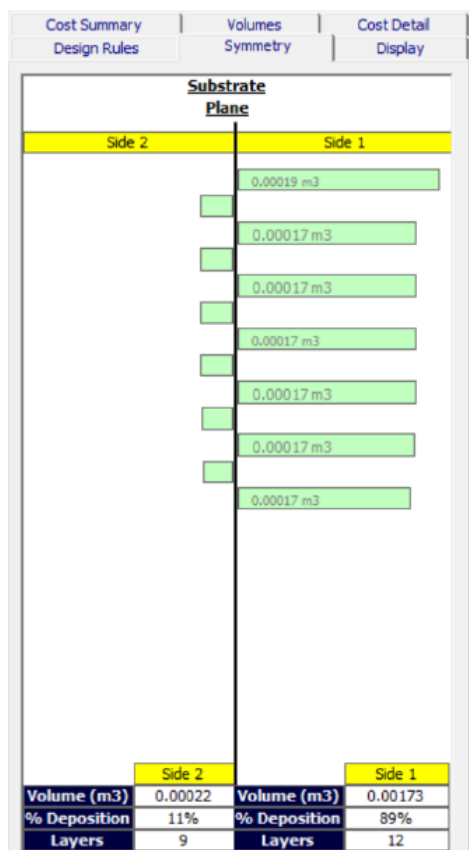 Cost Summary Volumes Cost Detail
Design Rules Symmetry Display
Substrate
Plane
Side 2 Side 1
0.00019 m3
0.00017 m3
0.00017 m3
0.00017 m3
0.00017 m3
0.00017 m3
0.00017 m3
Side 2 Side 1
Volume (m3) 0.00022 Volume (m3) 0.00173
% Deposition 11% % Deposition 89%
Layers 9 Layers 12